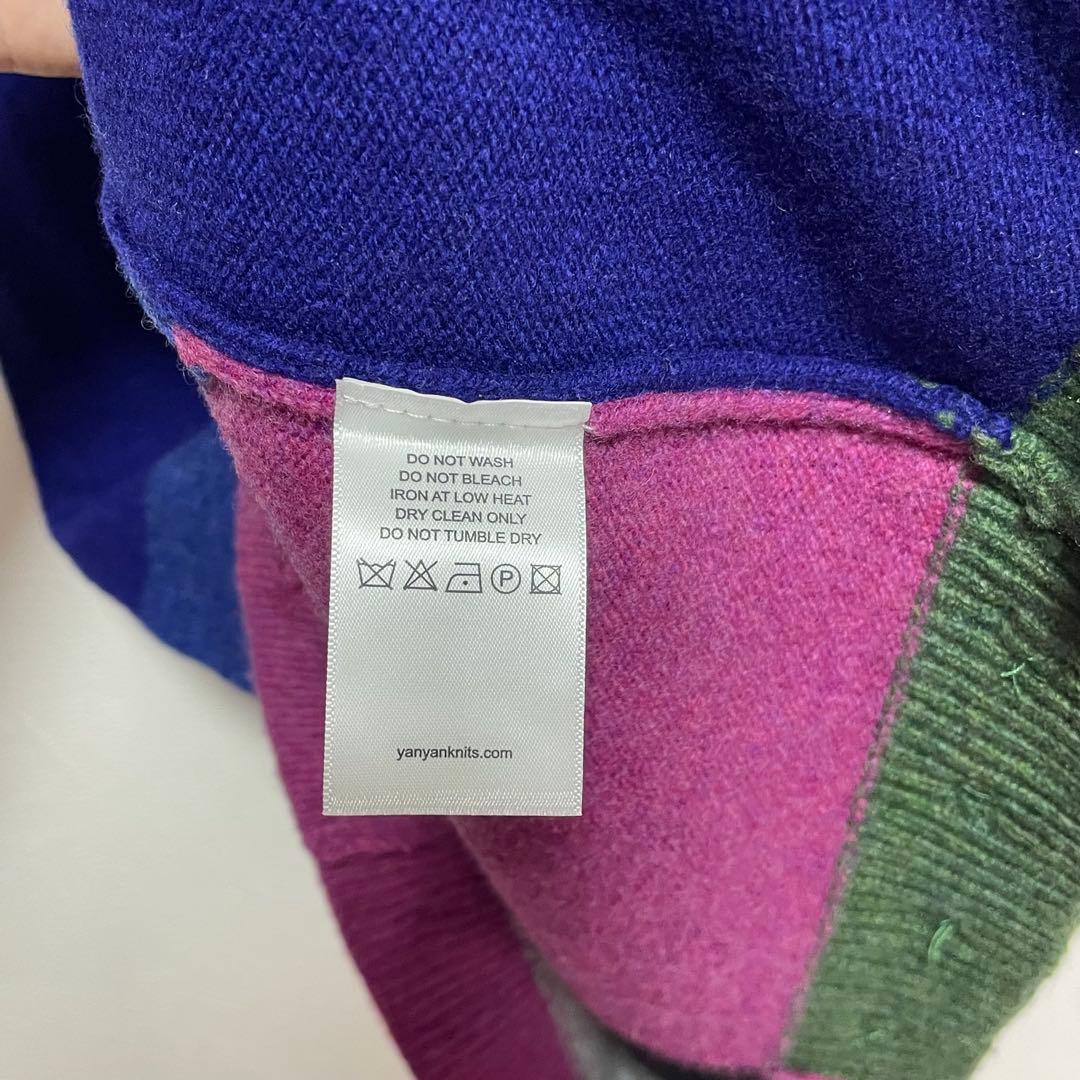 DO NOT WASH
DO NOT BLEACH
IRON AT LOW HEAT
DRY CLEAN ONLY
DO NOT TUMBLE DRY
P
yanyanknits.com